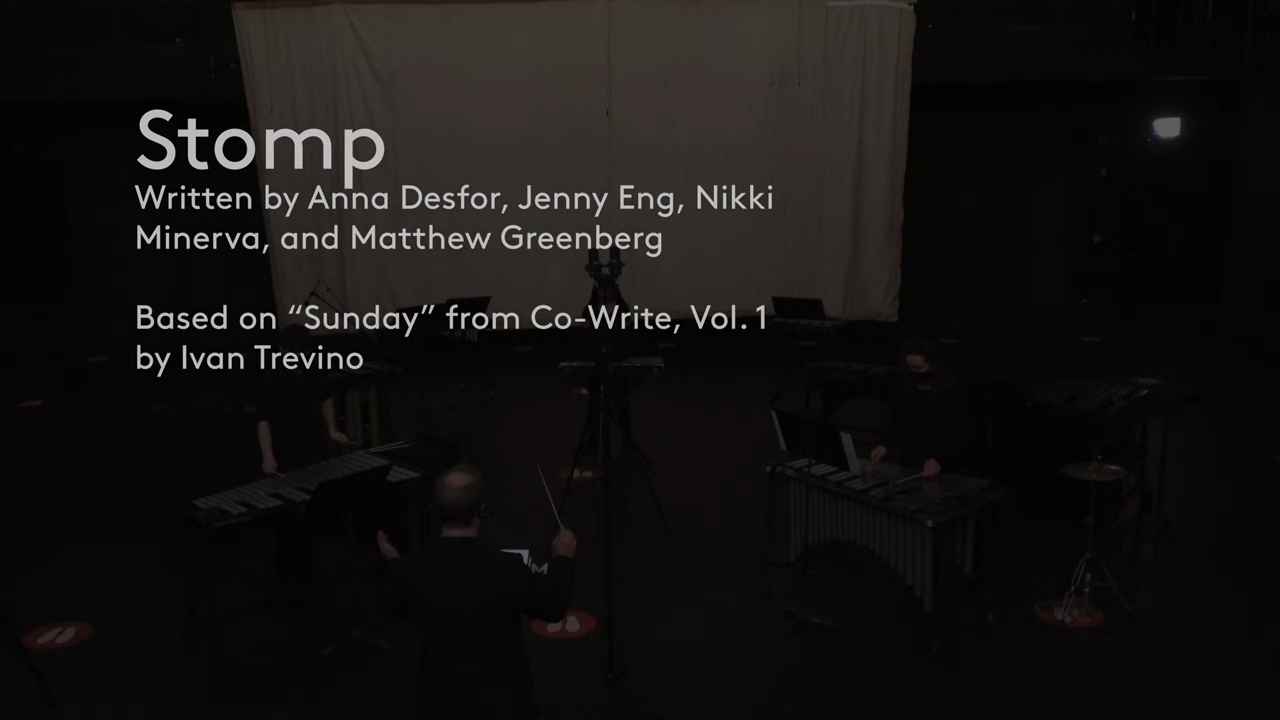 Stomp
Written by Anna Desfor, Jenny Eng, Nikki
Minerva, and Matthew Greenberg
Based on “Sunday” from Co-Write, Vol. 1
by Ivan Trevino